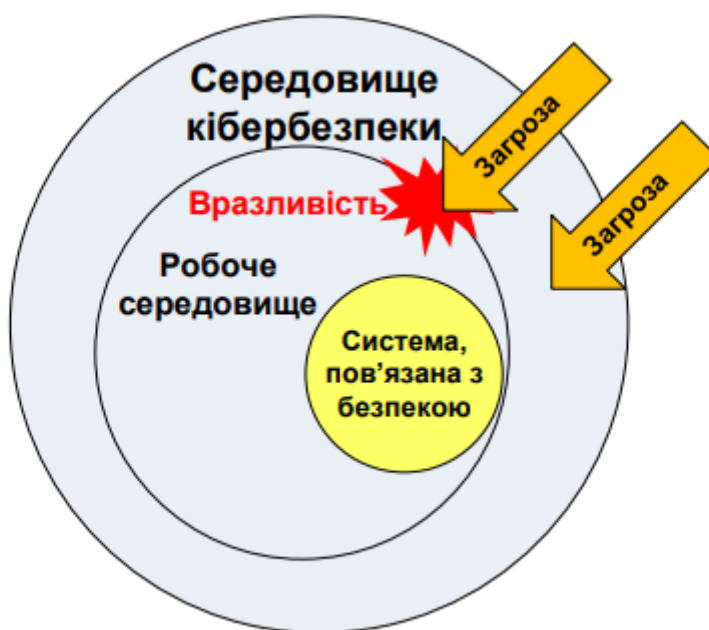 Середовище
кібербезпеки
Загроза
Загроза
Вразливість
Робоче
середовище
Система,
пов’язана з
безпекою